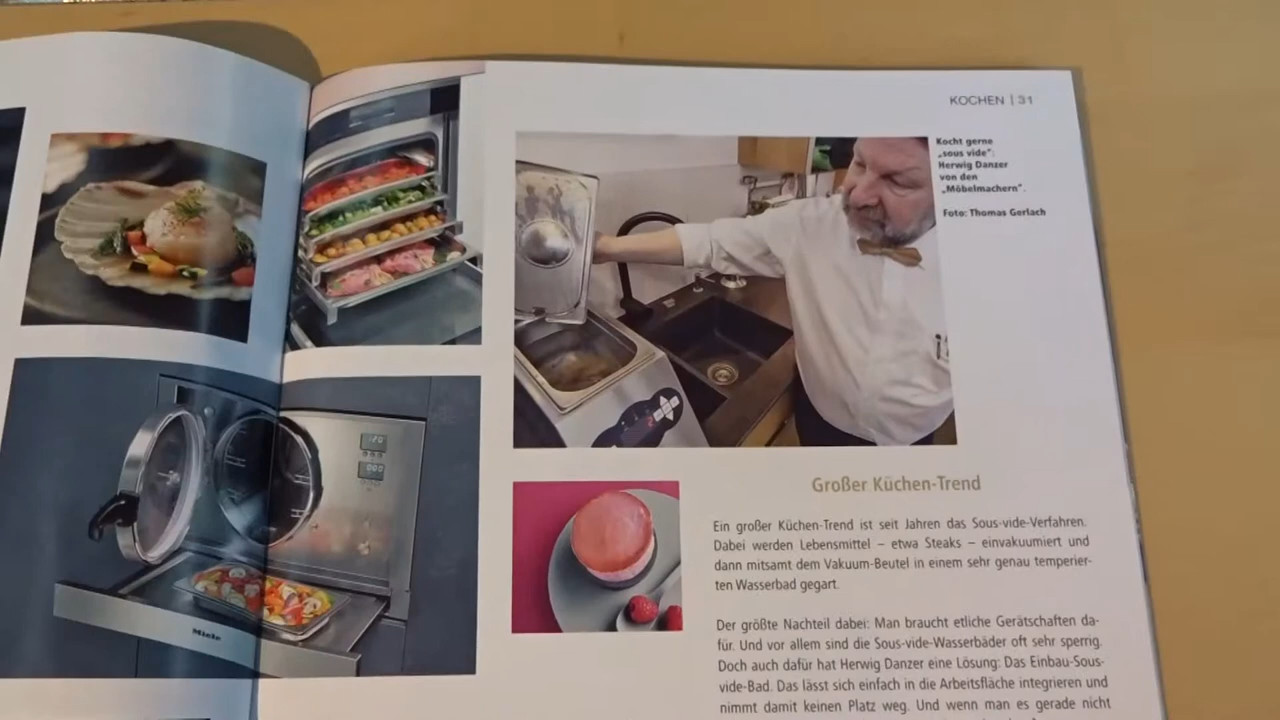 KOCHEN | 31
Kocht gerne
„sous vide“:
Herwig Danzer
von den
„Möbelmachern“.
Foto: Thomas Gerlach
Miele
Großer Küchen-Trend
Ein großer Küchen-Trend ist seit Jahren das Sous-vide-Verfahren.
Dabei werden Lebensmittel – etwa Steaks – einvakuumiert und
dann mitsamt dem Vakuum-Beutel in einem sehr genau temperier-
ten Wasserbad gegart.
Der größte Nachteil dabei: Man braucht etliche Gerätschaften da-
für. Und vor allem sind die Sous-vide-Wasserbäder oft sehr sperrig.
Doch auch dafür hat Herwig Danzer eine Lösung: Das Einbau-Sous-
vide-Bad. Das lässt sich einfach in die Arbeitsfläche integrieren und
nimmt damit keinen Platz weg. Und wenn man es gerade nicht